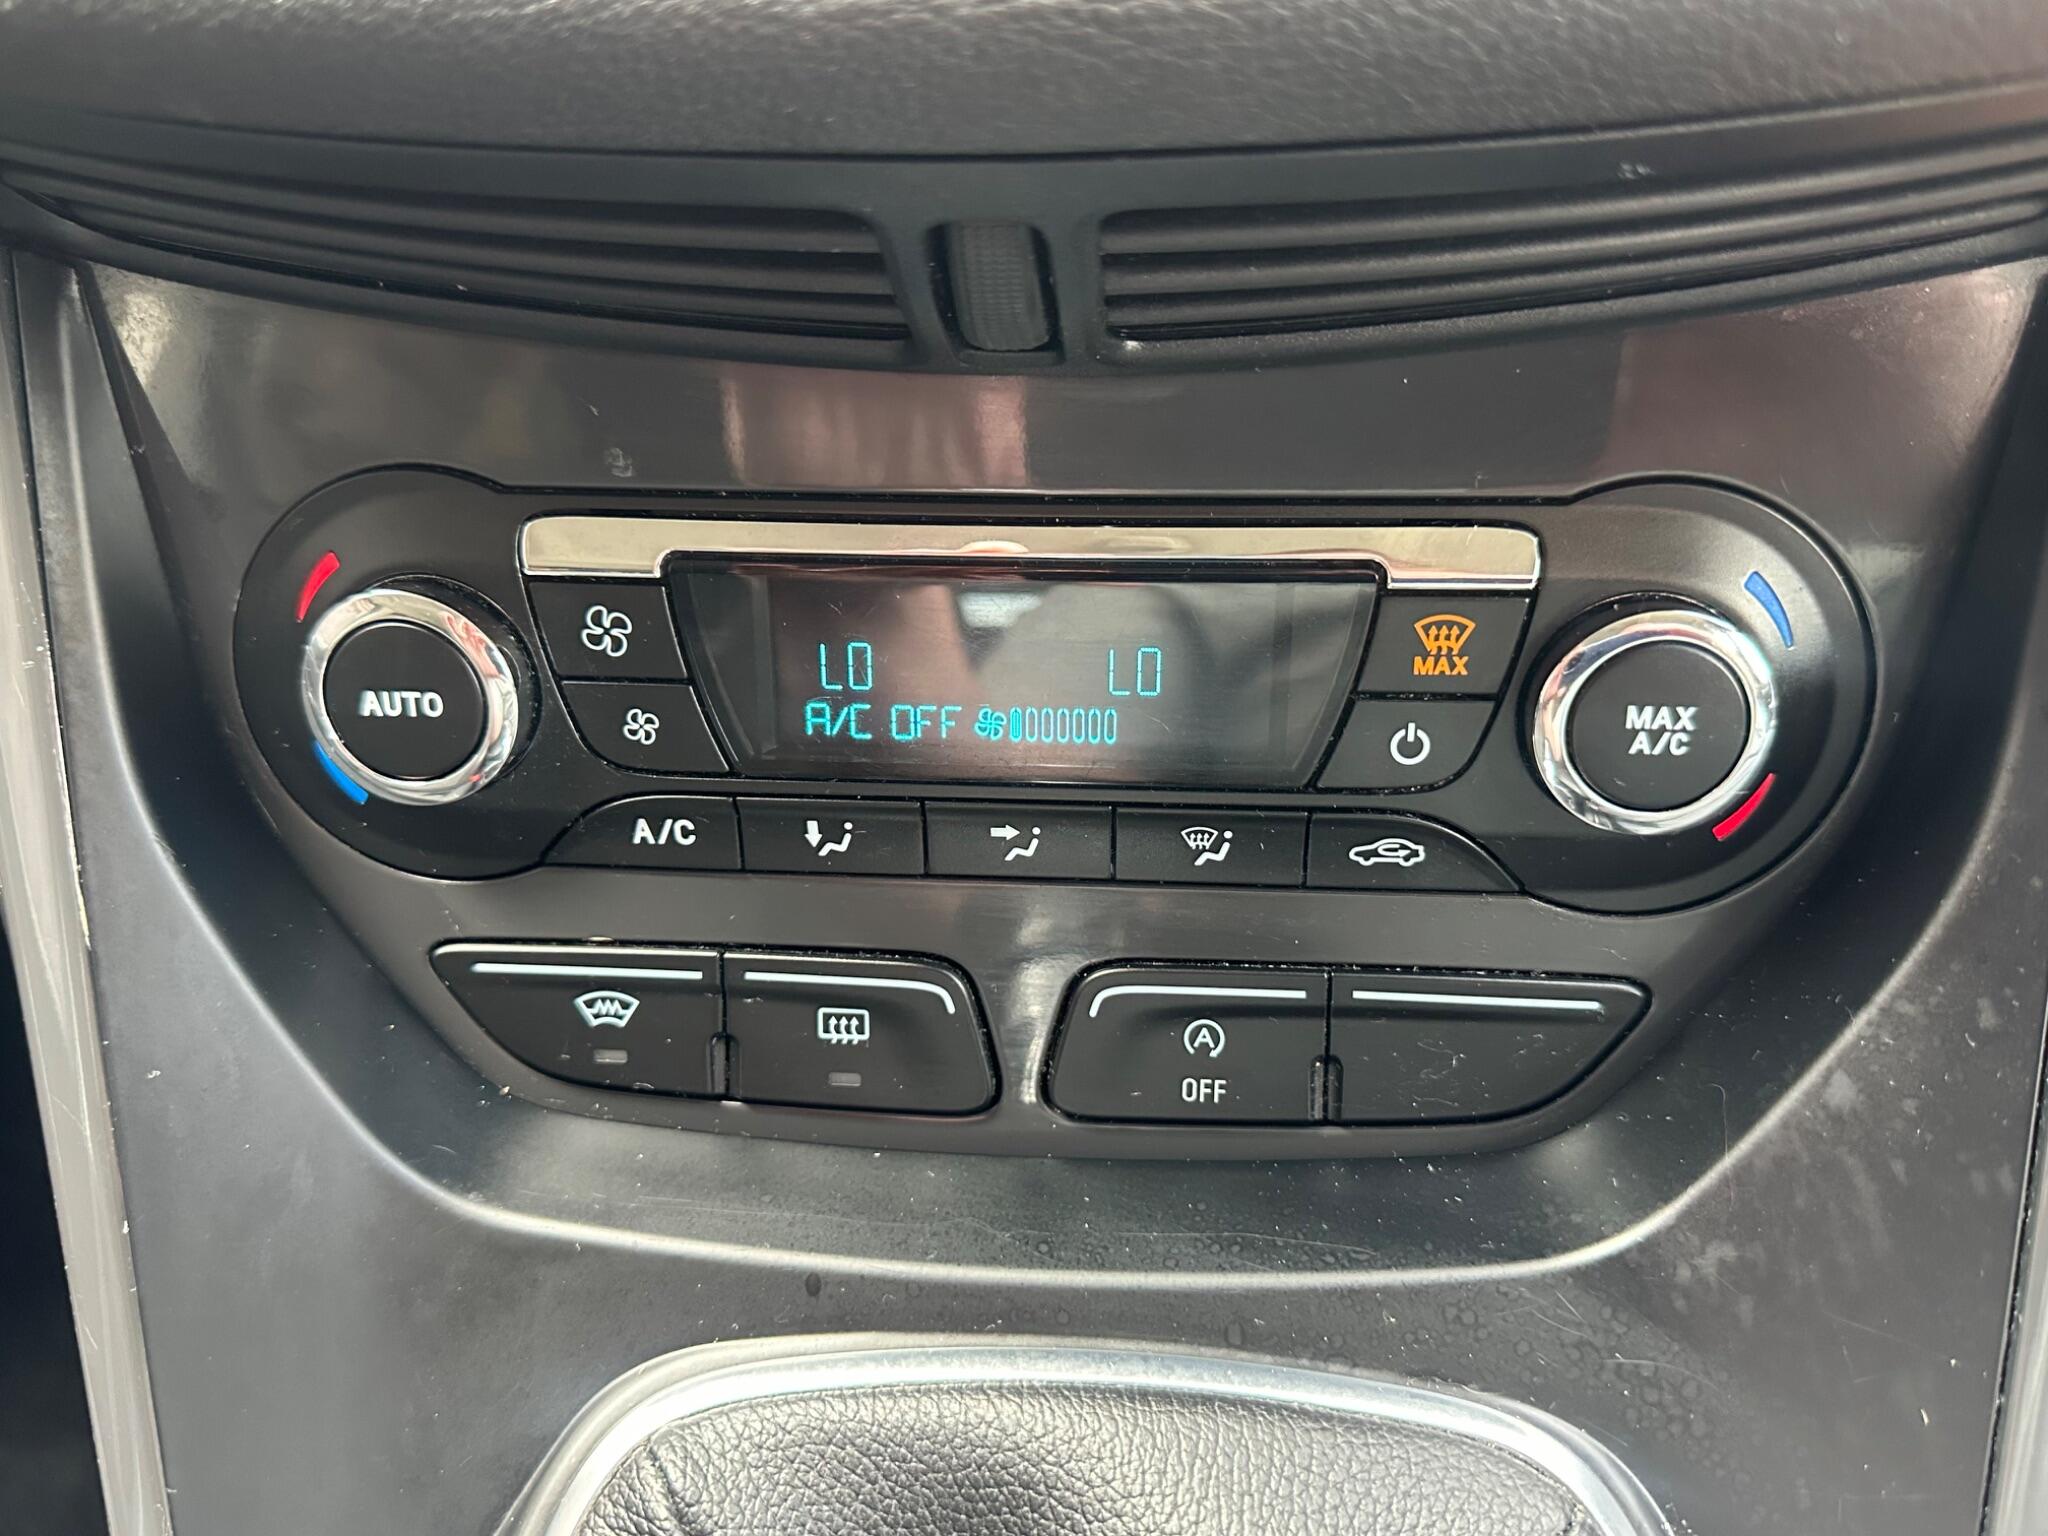 LO LO
A/C OFF
AUTO
MAX
MAX
A/C
A/C
A
OFF